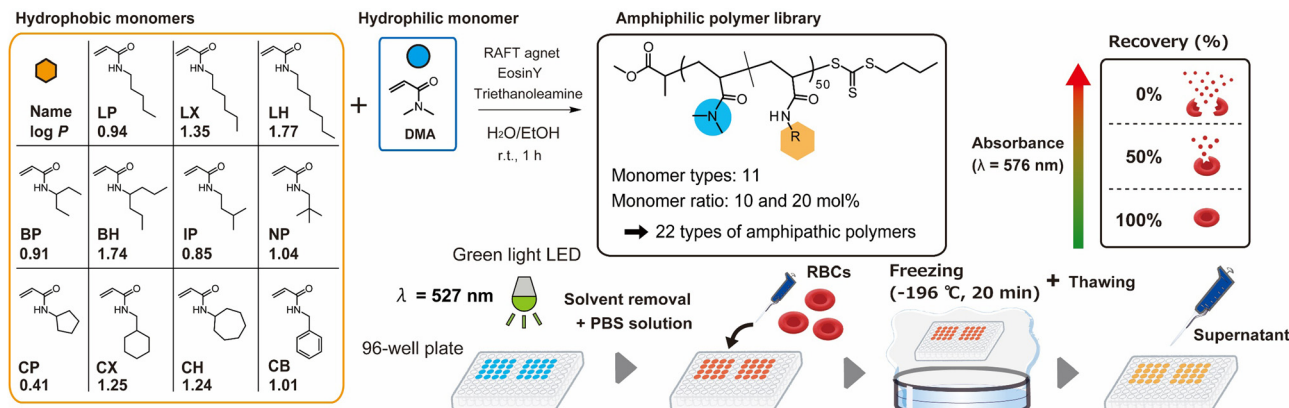 Hydrophobic monomers
Name
log P
LP
0.94
LX
1.35
LH
1.77
BP
0.91
BH
1.74
IP
0.85
NP
1.04
CP
0.41
CX
1.25
CH
1.24
CB
1.01
O
HN
+
Hydrophilic monomer
O
N
DMA
RAFT agnet
EosinY
Triethanoleamine
H2O/EtOH
r.t., 1 h
Amphiphilic polymer library
O
O
O
N
O
HN
R
50
S
S
S
Monomer types: 11
Monomer ratio: 10 and 20 mol%
➡ 22 types of amphipathic polymers
Recovery (%)
0%
50%
100%
Absorbance
(λ = 576 nm)
Green light LED
λ = 527 nm
96-well plate
Solvent removal
+ PBS solution
RBCs
Freezing
(-196 ℃, 20 min)
+ Thawing
Supernatant